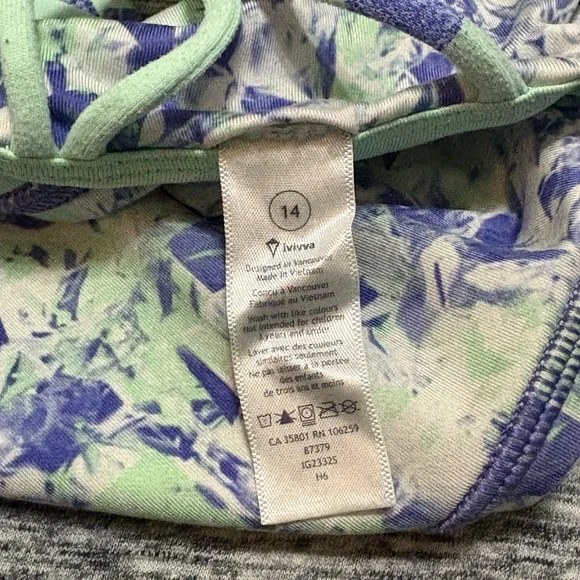 14
ivivva
Designed in Vancouver
Made in Vietnam
Conçu à Vancouver
Fabriqué au Vietnam
Wash with like colours
Not intended for children
3 years and under
Laver avec des couleurs
similaires seulement
Ne pas laisser a la portée
des enfants
de trois ans et moins
CA 35801 RN 106259
87379
IG2332S
H6